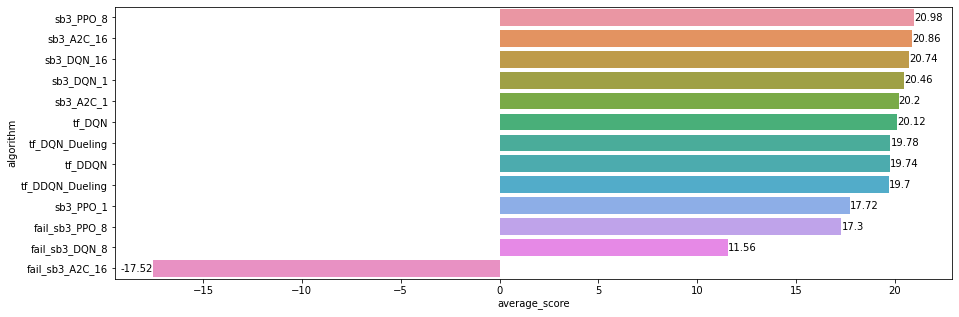 algorithm
sb3_PPO_8 20.98
sb3_A2C_16 20.86
sb3_DQN_16 20.74
sb3_DQN_1 20.46
sb3_A2C_1 20.2
tf_DQN 20.12
tf_DQN_Dueling 19.78
tf_DDQN 19.74
tf_DDQN_Dueling 19.7
sb3_PPO_1 17.72
fail_sb3_PPO_8 17.3
fail_sb3_DQN_8 11.56
fail_sb3_A2C_16 -17.52
−15 −10 −5 0 5 10 15 20
average_score